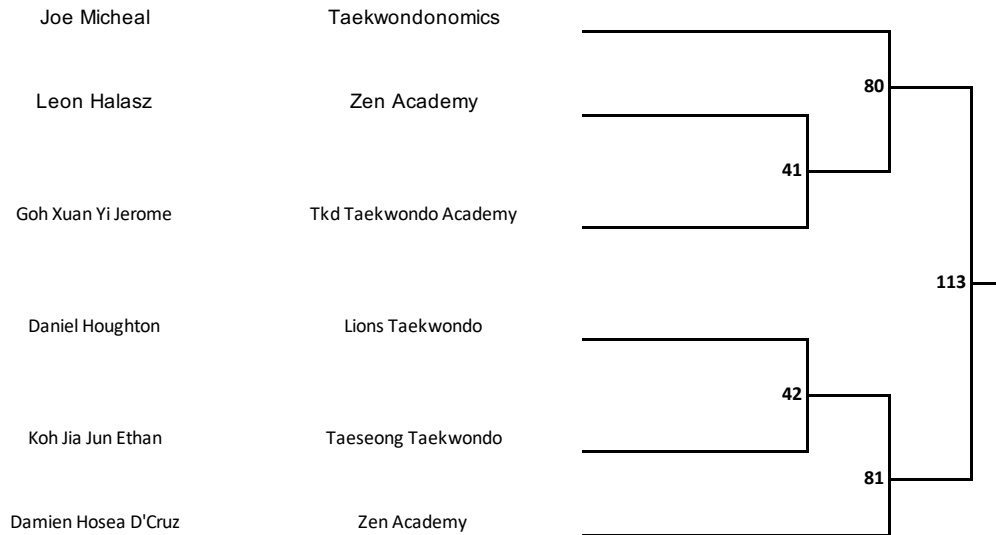 Joe Micheal Taekwondonomics
80
Leon Halasz Zen Academy
41
Goh Xuan Yi Jerome Tkd Taekwondo Academy
113
Daniel Houghton Lions Taekwondo
42
Koh Jia Jun Ethan Taeseong Taekwondo
81
Damien Hosea D'Cruz Zen Academy